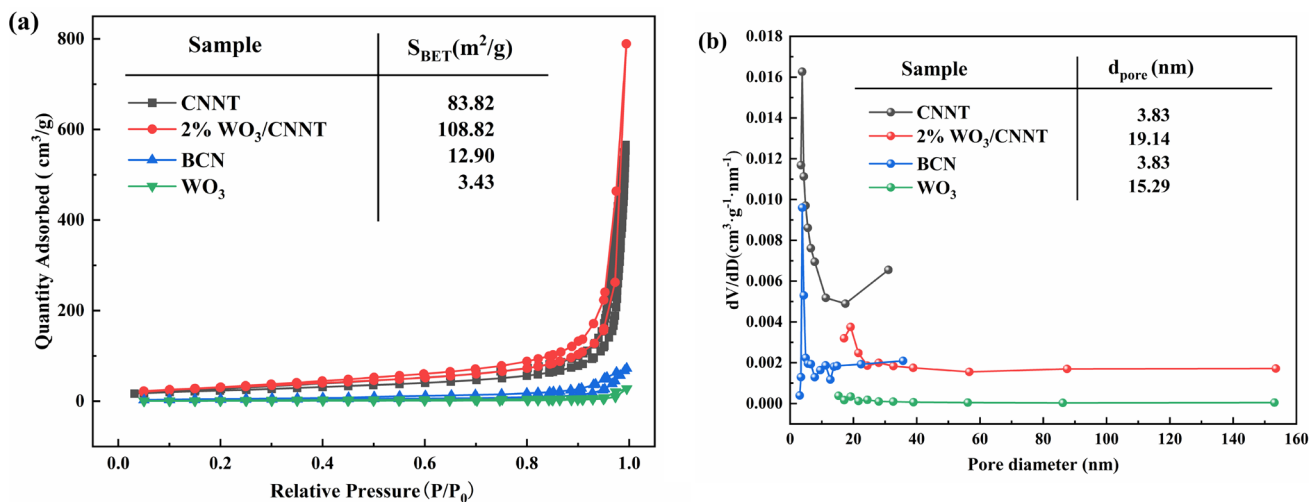 (a)
Sample S_BET(m²/g)
CNNT 83.82
2% WO₃/CNNT 108.82
BCN 12.90
WO₃ 3.43
Quantity Adsorbed ( cm³/g)
800
600
400
200
0
0.0 0.2 0.4 0.6 0.8 1.0
Relative Pressure (P/P₀)
(b)
Sample d_pore (nm)
CNNT 3.83
2% WO₃/CNNT 19.14
BCN 3.83
WO₃ 15.29
dV/dD(cm³·g⁻¹·nm⁻¹)
0.018
0.016
0.014
0.012
0.010
0.008
0.006
0.004
0.002
0.000
0 20 40 60 80 100 120 140 160
Pore diameter (nm)